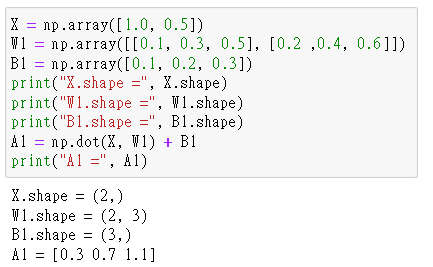 X = np.array([1.0, 0.5])
W1 = np.array([[0.1, 0.3, 0.5], [0.2 ,0.4, 0.6]])
B1 = np.array([0.1, 0.2, 0.3])
print("X.shape =", X.shape)
print("W1.shape =", W1.shape)
print("B1.shape =", B1.shape)
A1 = np.dot(X, W1) + B1
print("A1 =", A1)
X.shape = (2,)
W1.shape = (2, 3)
B1.shape = (3,)
A1 = [0.3 0.7 1.1]